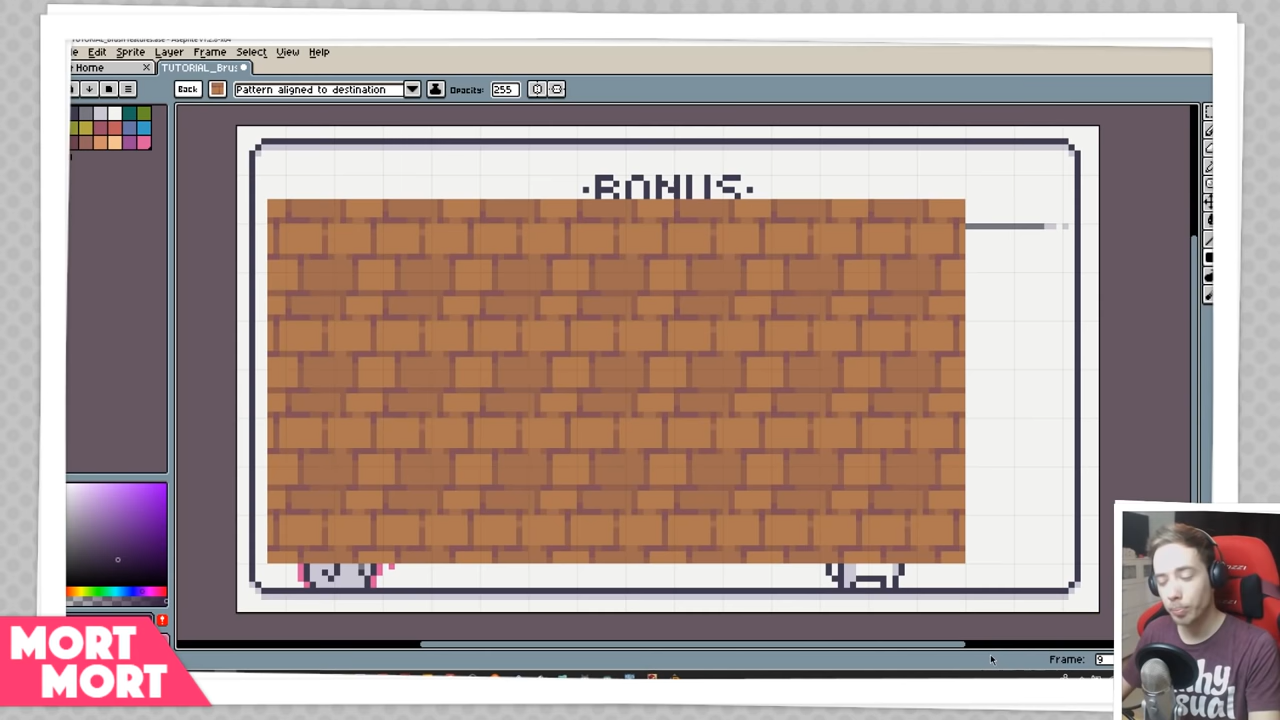 Edit Sprite Layer Frame Select View Help
Home TUTORIAL_Brus
Back Pattern aligned to destination Opacity: 255
·BONUS·
Frame: 9
MORT
MORT